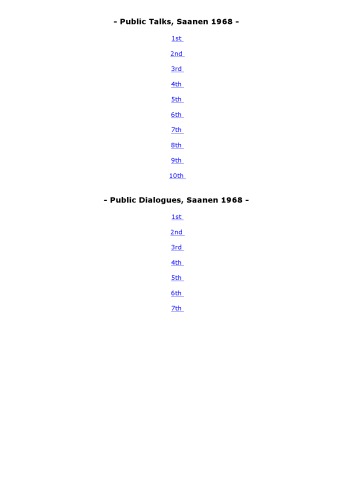 - Public Talks, Saanen 1968 -
1st
2nd
3rd
4th
5th
6th
7th
8th
9th
10th
- Public Dialogues, Saanen 1968 -
1st
2nd
3rd
4th
5th
6th
7th